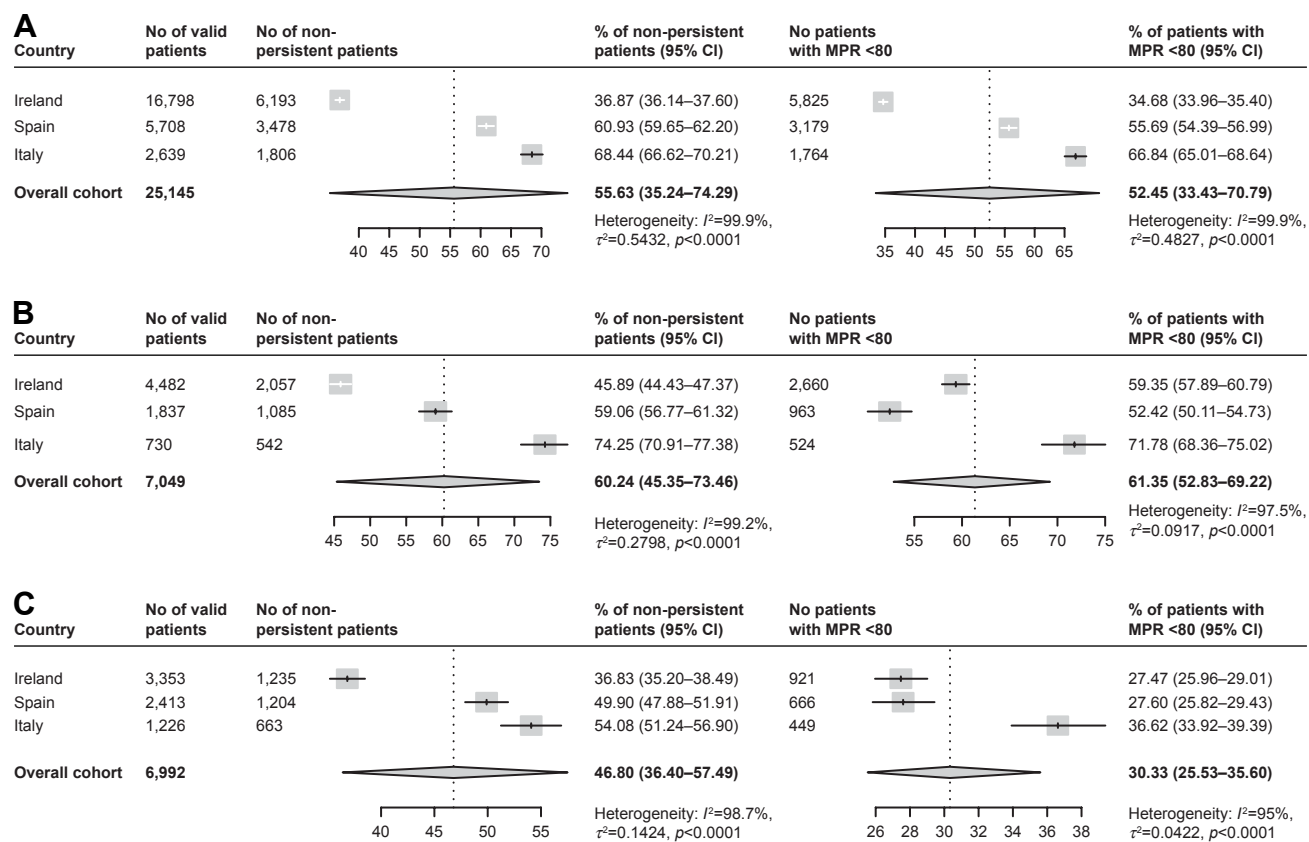 A
Country No of valid patients No of non-persistent patients % of non-persistent patients (95% CI) No patients with MPR <80 % of patients with MPR <80 (95% CI)
Ireland 16,798 6,193 36.87 (36.14–37.60) 5,825 34.68 (33.96–35.40)
Spain 5,708 3,478 60.93 (59.65–62.20) 3,179 55.69 (54.39–56.99)
Italy 2,639 1,806 68.44 (66.62–70.21) 1,764 66.84 (65.01–68.64)
Overall cohort 25,145 55.63 (35.24–74.29) 52.45 (33.43–70.79)
Heterogeneity: I²=99.9%, τ²=0.5432, p<0.0001 Heterogeneity: I²=99.9%, τ²=0.4827, p<0.0001
40 45 50 55 60 65 70 35 40 45 50 55 60 65
B
Country No of valid patients No of non-persistent patients % of non-persistent patients (95% CI) No patients with MPR <80 % of patients with MPR <80 (95% CI)
Ireland 4,482 2,057 45.89 (44.43–47.37) 2,660 59.35 (57.89–60.79)
Spain 1,837 1,085 59.06 (56.77–61.32) 963 52.42 (50.11–54.73)
Italy 730 542 74.25 (70.91–77.38) 524 71.78 (68.36–75.02)
Overall cohort 7,049 60.24 (45.35–73.46) 61.35 (52.83–69.22)
Heterogeneity: I²=99.2%, τ²=0.2798, p<0.0001 Heterogeneity: I²=97.5%, τ²=0.0917, p<0.0001
45 50 55 60 65 70 75 55 60 65 70 75
C
Country No of valid patients No of non-persistent patients % of non-persistent patients (95% CI) No patients with MPR <80 % of patients with MPR <80 (95% CI)
Ireland 3,353 1,235 36.83 (35.20–38.49) 921 27.47 (25.96–29.01)
Spain 2,413 1,204 49.90 (47.88–51.91) 666 27.60 (25.82–29.43)
Italy 1,226 663 54.08 (51.24–56.90) 449 36.62 (33.92–39.39)
Overall cohort 6,992 46.80 (36.40–57.49) 30.33 (25.53–35.60)
Heterogeneity: I²=98.7%, τ²=0.1424, p<0.0001 Heterogeneity: I²=95%, τ²=0.0422, p<0.0001
40 45 50 55 26 28 30 32 34 36 38